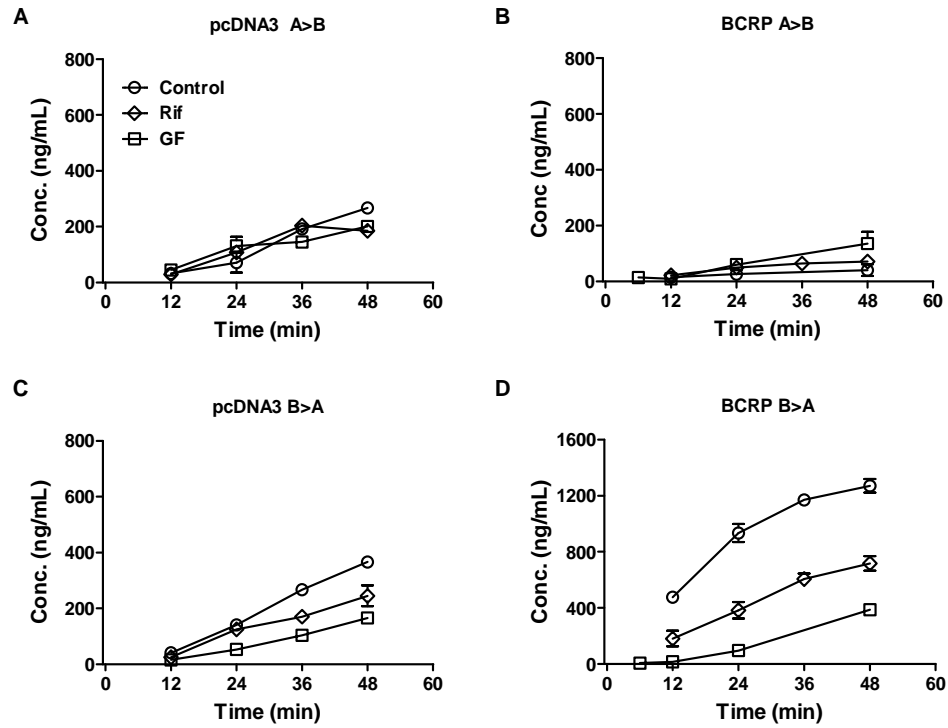 A
pcDNA3 A>B
800
600
400
200
0
Conc. (ng/mL)
Control
Rif
GF
0 12 24 36 48 60
Time (min)
B
BCRP A>B
800
600
400
200
0
Conc (ng/mL)
0 12 24 36 48 60
Time (min)
C
pcDNA3 B>A
800
600
400
200
0
Conc. (ng/mL)
0 12 24 36 48 60
Time (min)
D
BCRP B>A
1600
1200
800
400
0
Conc. (ng/mL)
0 12 24 36 48 60
Time (min)